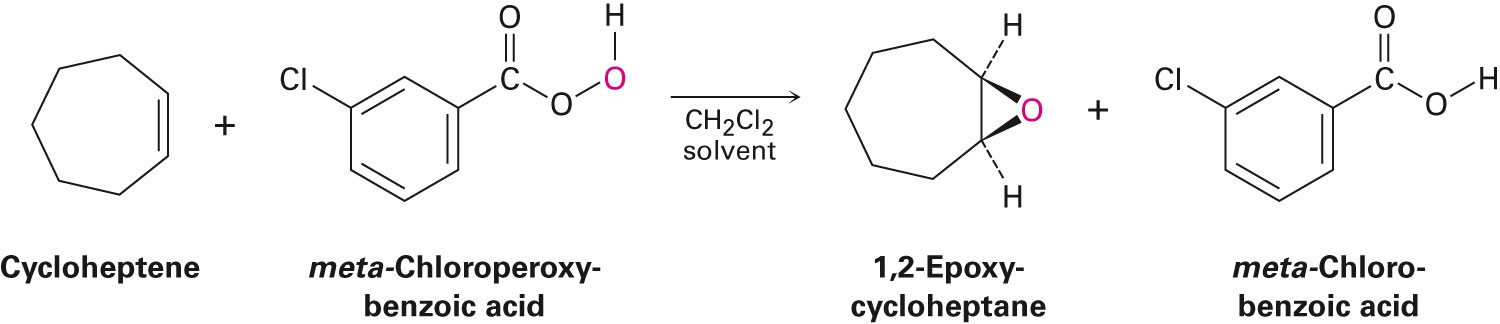 O H
Cl C O O
+
CH2Cl2
solvent
H
O
H
+
O
Cl C O H
Cycloheptene
meta-Chloroperoxy-
benzoic acid
1,2-Epoxy-
cycloheptane
meta-Chloro-
benzoic acid